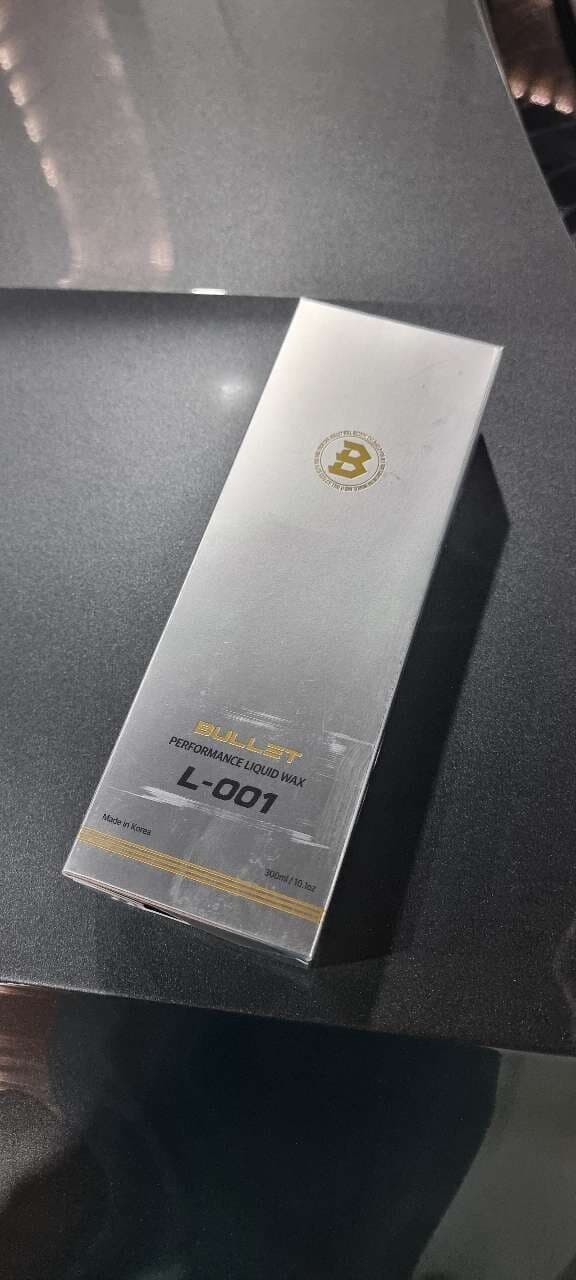 B
BULLET
PERFORMANCE LIQUID WAX
L-001
Made in Korea
300ml / 10.1oz